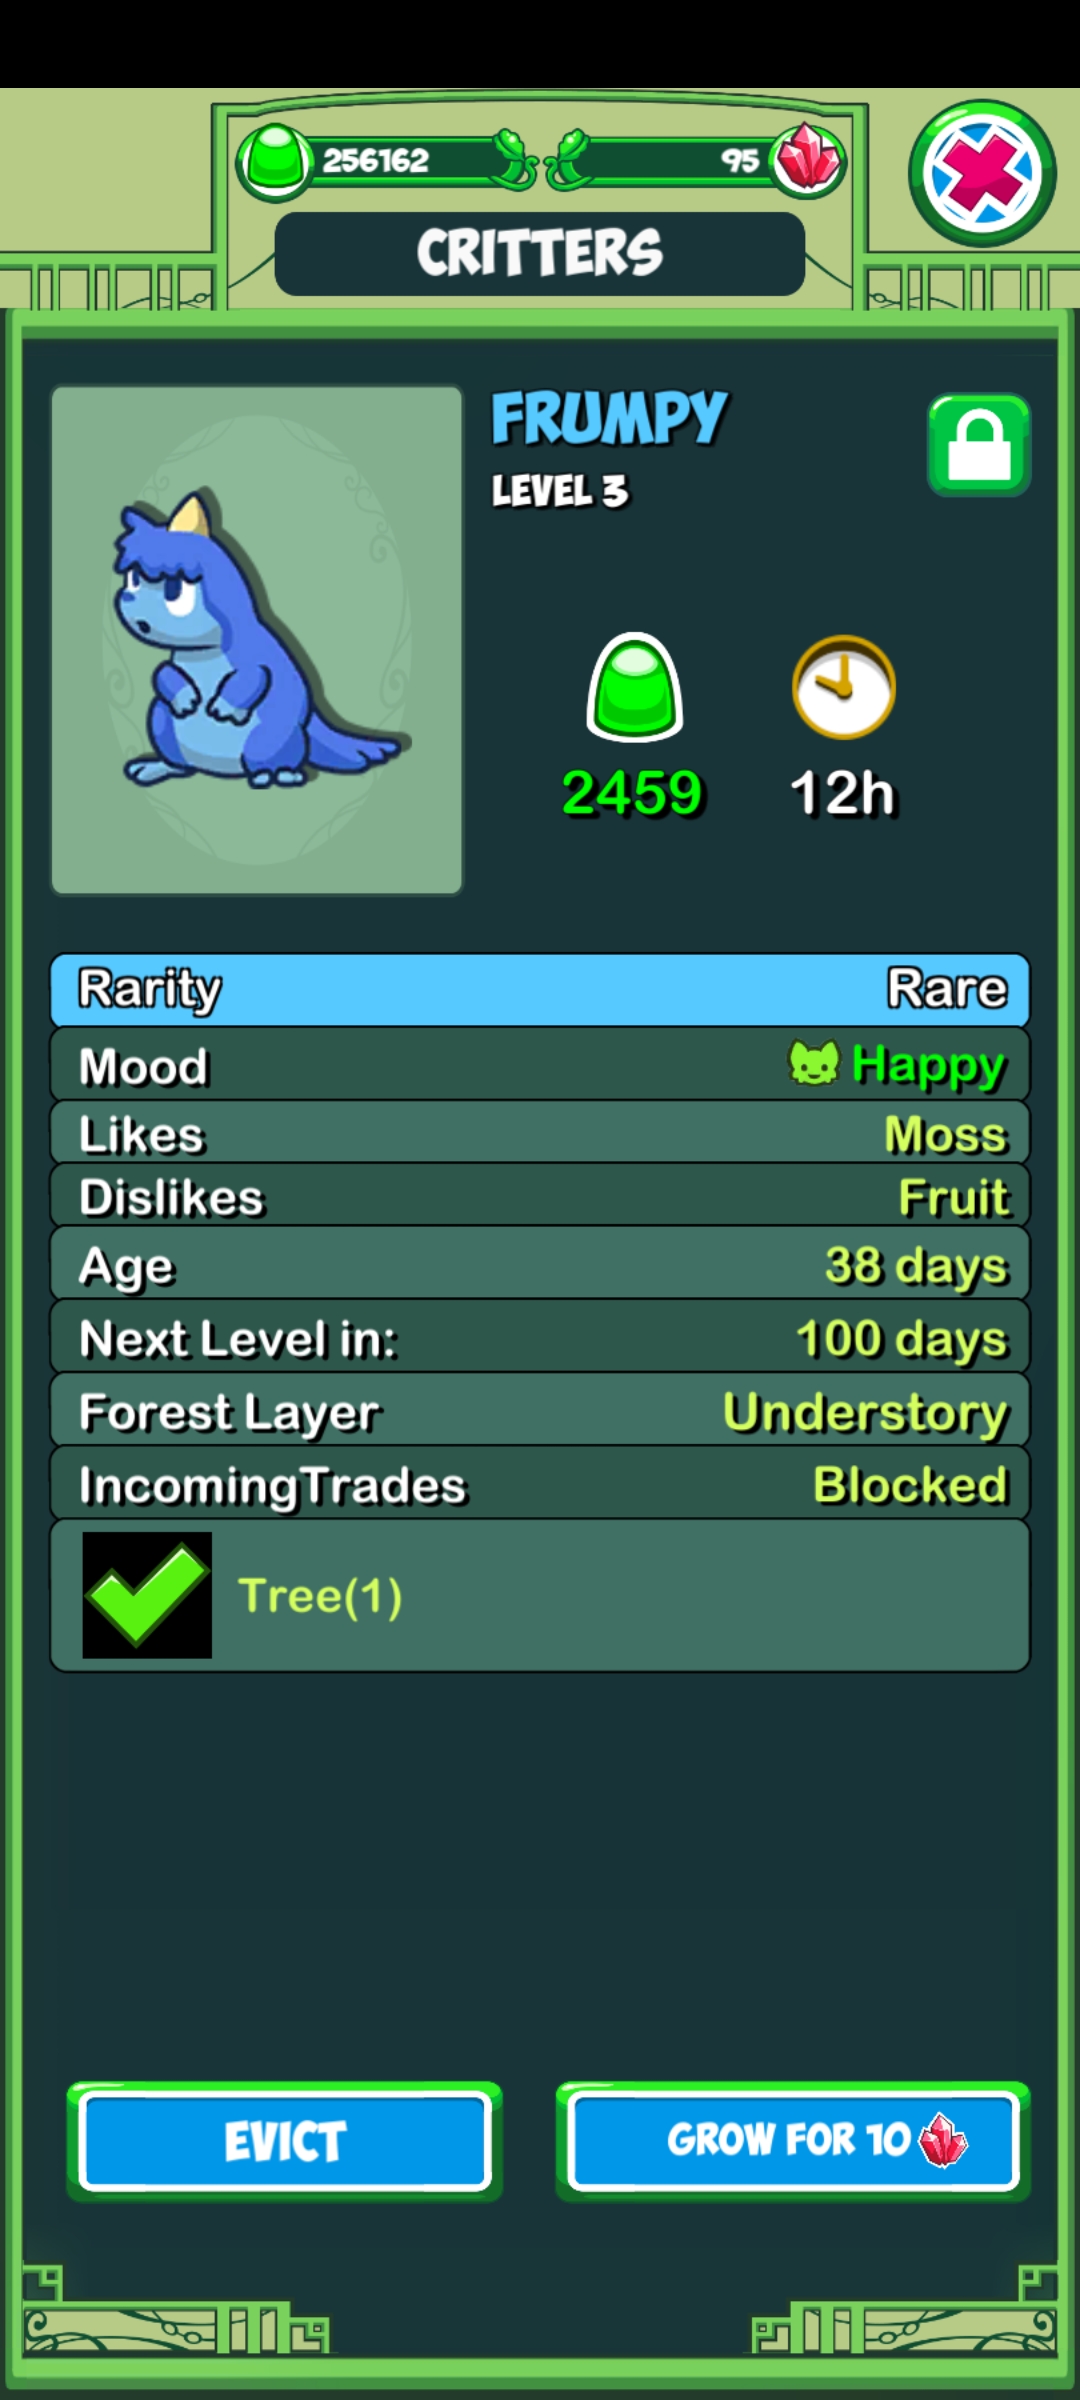 256162
95
CRITTERS
FRUMPY
LEVEL 3
2459
12h
Rarity Rare
Mood Happy
Likes Moss
Dislikes Fruit
Age 38 days
Next Level in: 100 days
Forest Layer Understory
IncomingTrades Blocked
Tree(1)
EVICT
GROW FOR 10